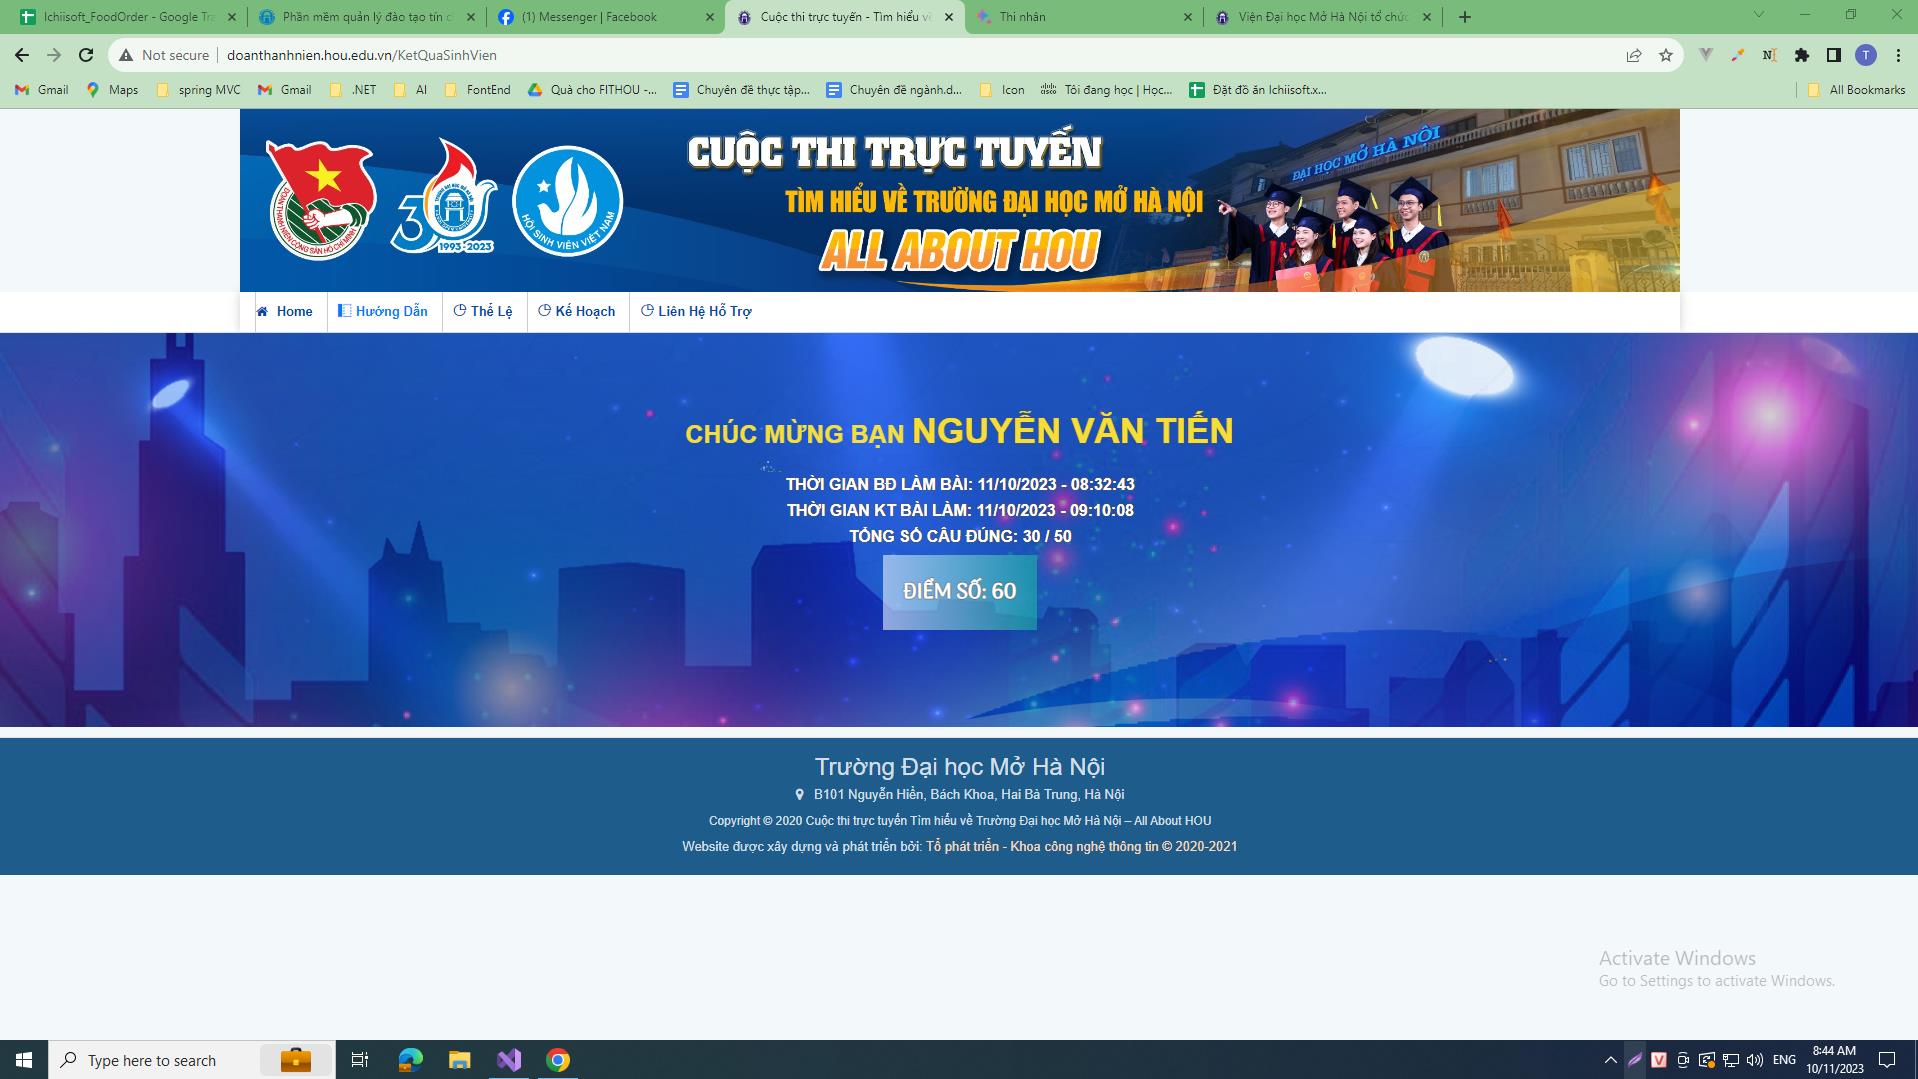 Ichiisoft_FoodOrder - Google Tra
Phần mềm quản lý đào tạo tín c
(1) Messenger | Facebook
Cuộc thi trực tuyến - Tìm hiểu v
Thi nhân
Viện Đại học Mở Hà Nội tổ chức
Not secure
doanthanhnien.hou.edu.vn/KetQuaSinhVien
N
T
Gmail
Maps
spring MVC
Gmail
.NET
AI
FontEnd
Quà cho FITHOU -...
Chuyên đề thực tập...
Chuyên đề ngành.d...
Icon
Tôi đang học | Học...
Đặt đồ ăn Ichiisoft.x...
All Bookmarks
ĐOÀN THANH NIÊN CỘNG SẢN HỒ CHÍ MINH
30
1993-2023
HỘI SINH VIÊN VIỆT NAM
CUỘC THI TRỰC TUYẾN
TÌM HIỂU VỀ TRƯỜNG ĐẠI HỌC MỞ HÀ NỘI
ALL ABOUT HOU
ĐẠI HỌC MỞ HÀ NỘI
Home
Hướng Dẫn
Thể Lệ
Kế Hoạch
Liên Hệ Hỗ Trợ
CHÚC MỪNG BẠN NGUYỄN VĂN TIẾN
THỜI GIAN BĐ LÀM BÀI: 11/10/2023 - 08:32:43
THỜI GIAN KT BÀI LÀM: 11/10/2023 - 09:10:08
TỔNG SỐ CÂU ĐÚNG: 30 / 50
ĐIỂM SỐ: 60
Trường Đại học Mở Hà Nội
B101 Nguyễn Hiền, Bách Khoa, Hai Bà Trưng, Hà Nội
Copyright © 2020 Cuộc thi trực tuyến Tìm hiểu về Trường Đại học Mở Hà Nội – All About HOU
Website được xây dựng và phát triển bởi: Tổ phát triển - Khoa công nghệ thông tin © 2020-2021
Activate Windows
Go to Settings to activate Windows.
Type here to search
V
ENG
8:44 AM
10/11/2023